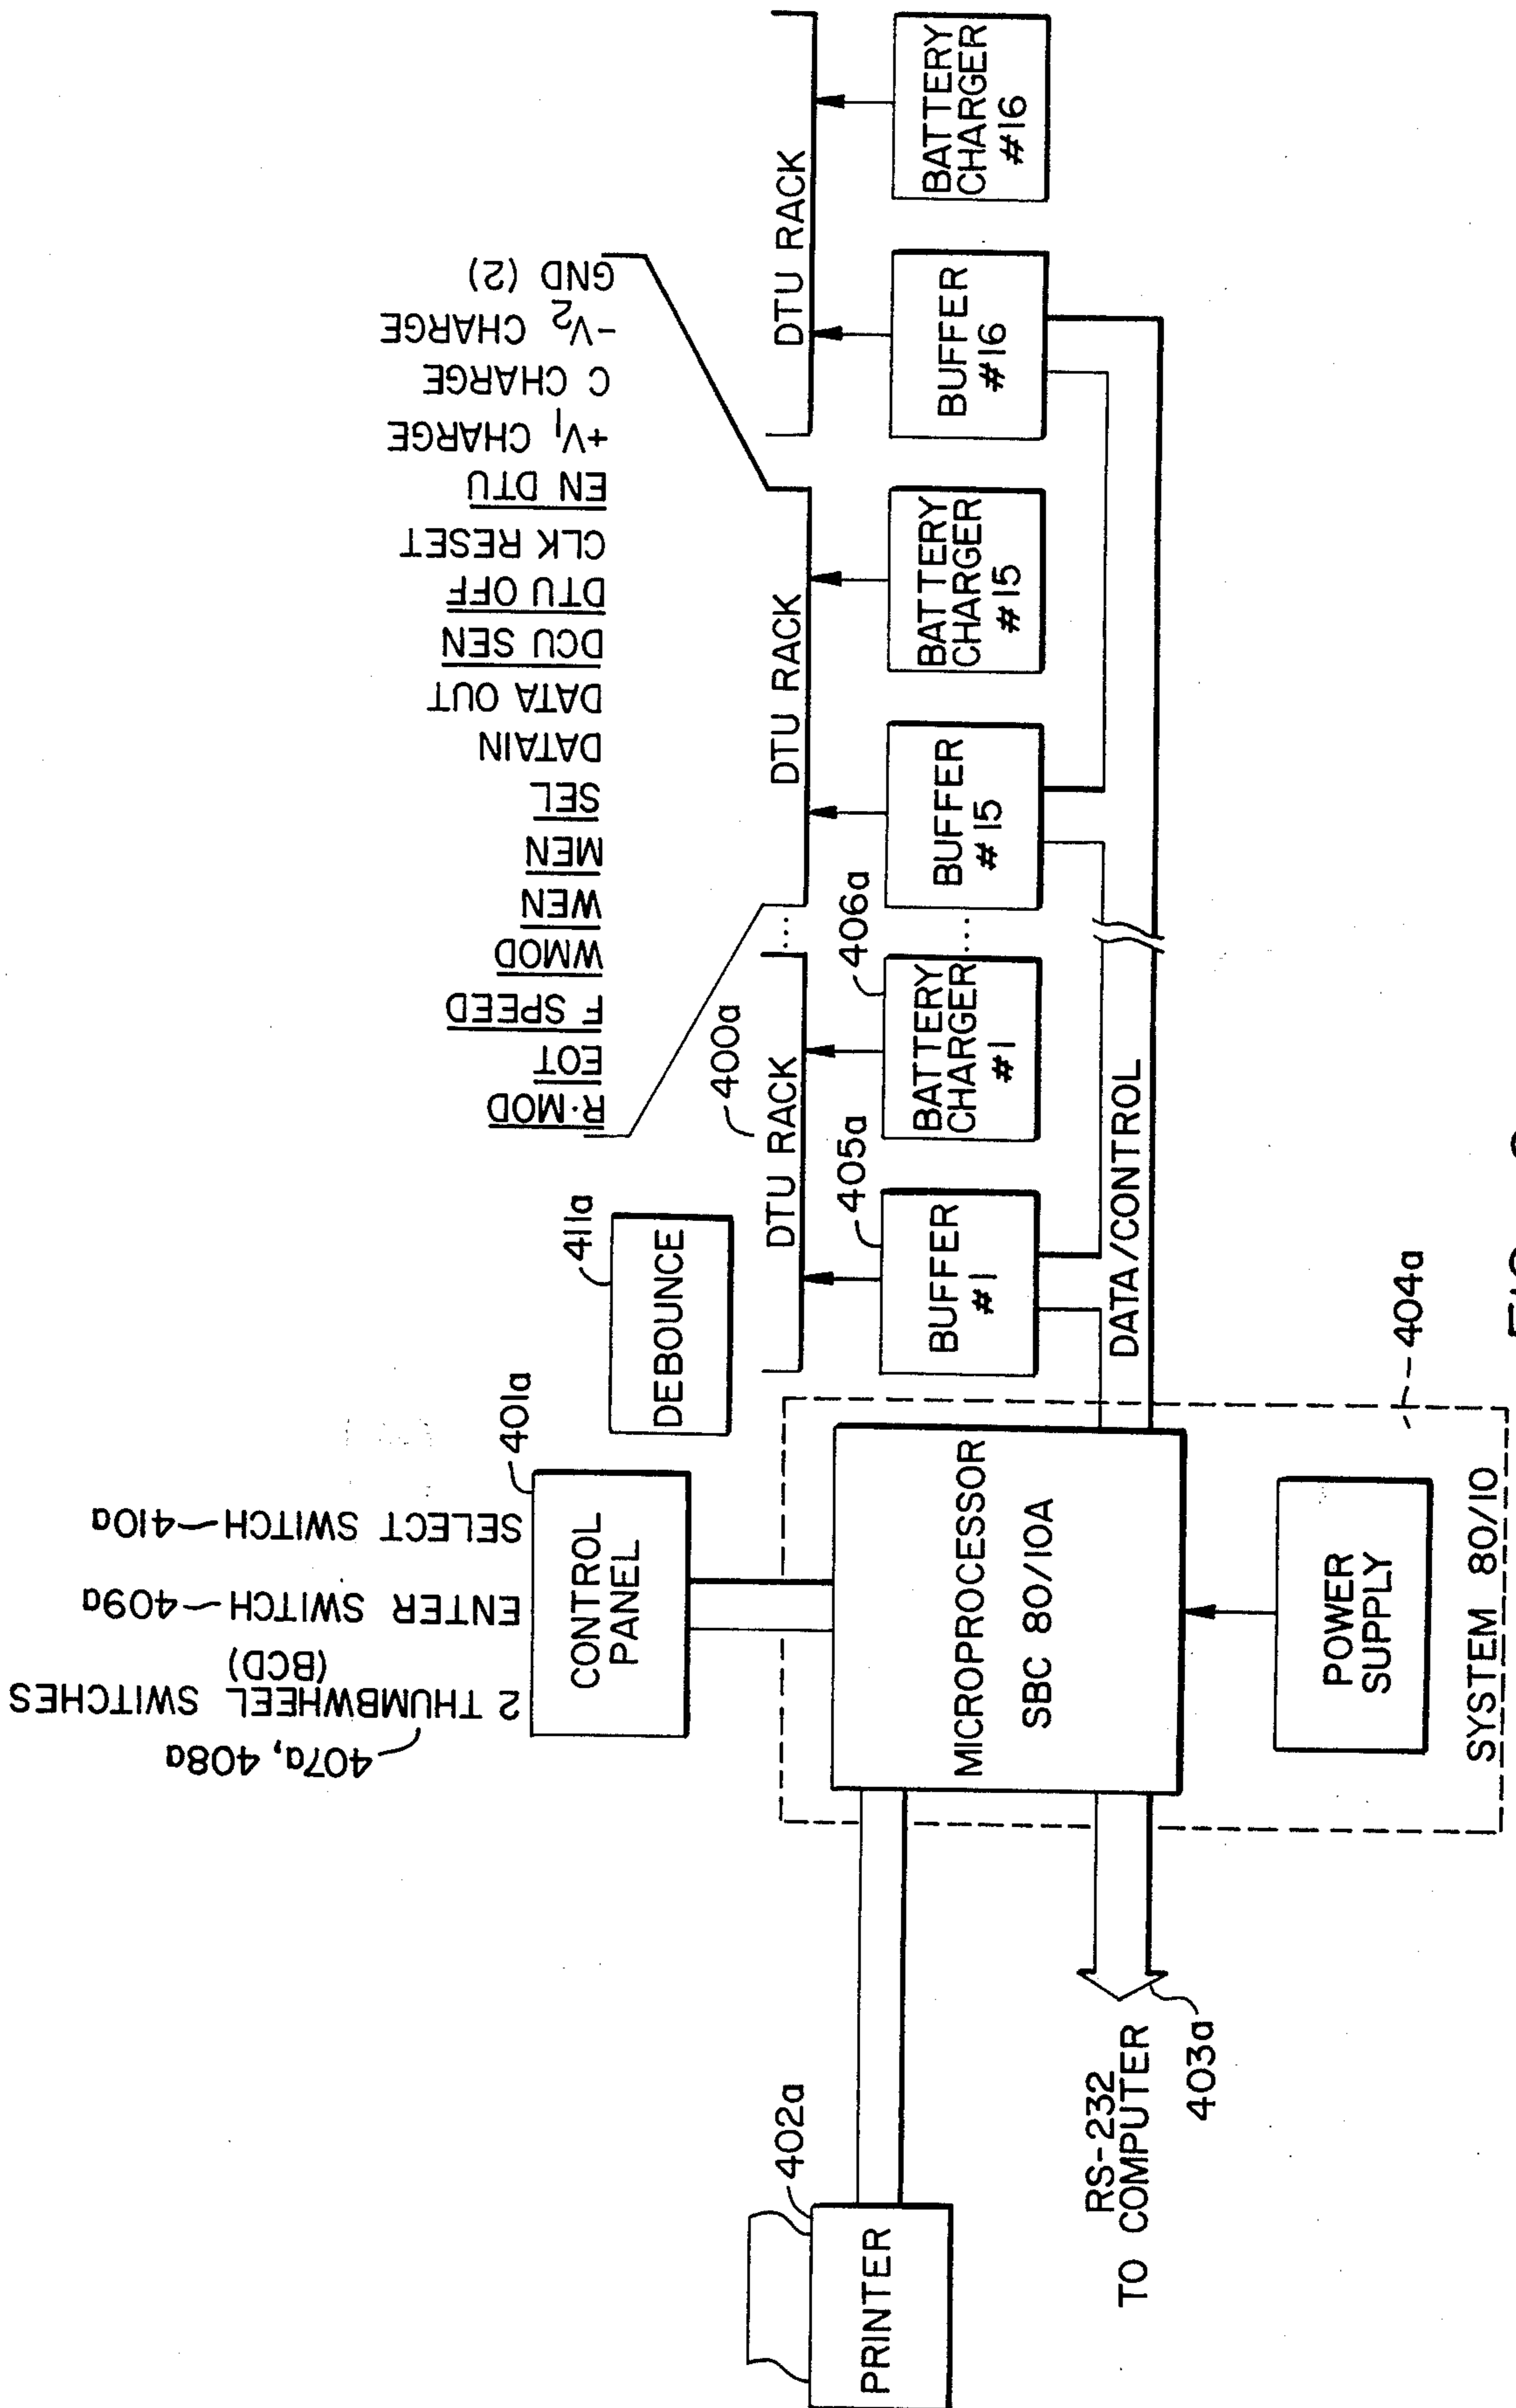 407a, 408a
2 THUMBWHEEL SWITCHES
(BCD)
ENTER SWITCH 409a
SELECT SWITCH 410a
401a
CONTROL
PANEL
411a
DEBOUNCE
R·MOD
EOT
F SPEED
WMOD
WEN
MEN
SEL
DATAIN
DATA OUT
DCU SEN
DTU OFF
CLK RESET
EN DTU
+V1 CHARGE
C CHARGE
-V2 CHARGE
GND (2)
402a
PRINTER
RS-232
TO COMPUTER
403a
MICROPROCESSOR
SBC 80/10A
POWER
SUPPLY
SYSTEM 80/10
404a
DTU RACK
400a
...
DTU RACK
DTU RACK
405a
BUFFER
#1
406a
BATTERY
CHARGER
#1
....
BUFFER
#15
BATTERY
CHARGER
#15
BUFFER
#16
BATTERY
CHARGER
#16
DATA/CONTROL